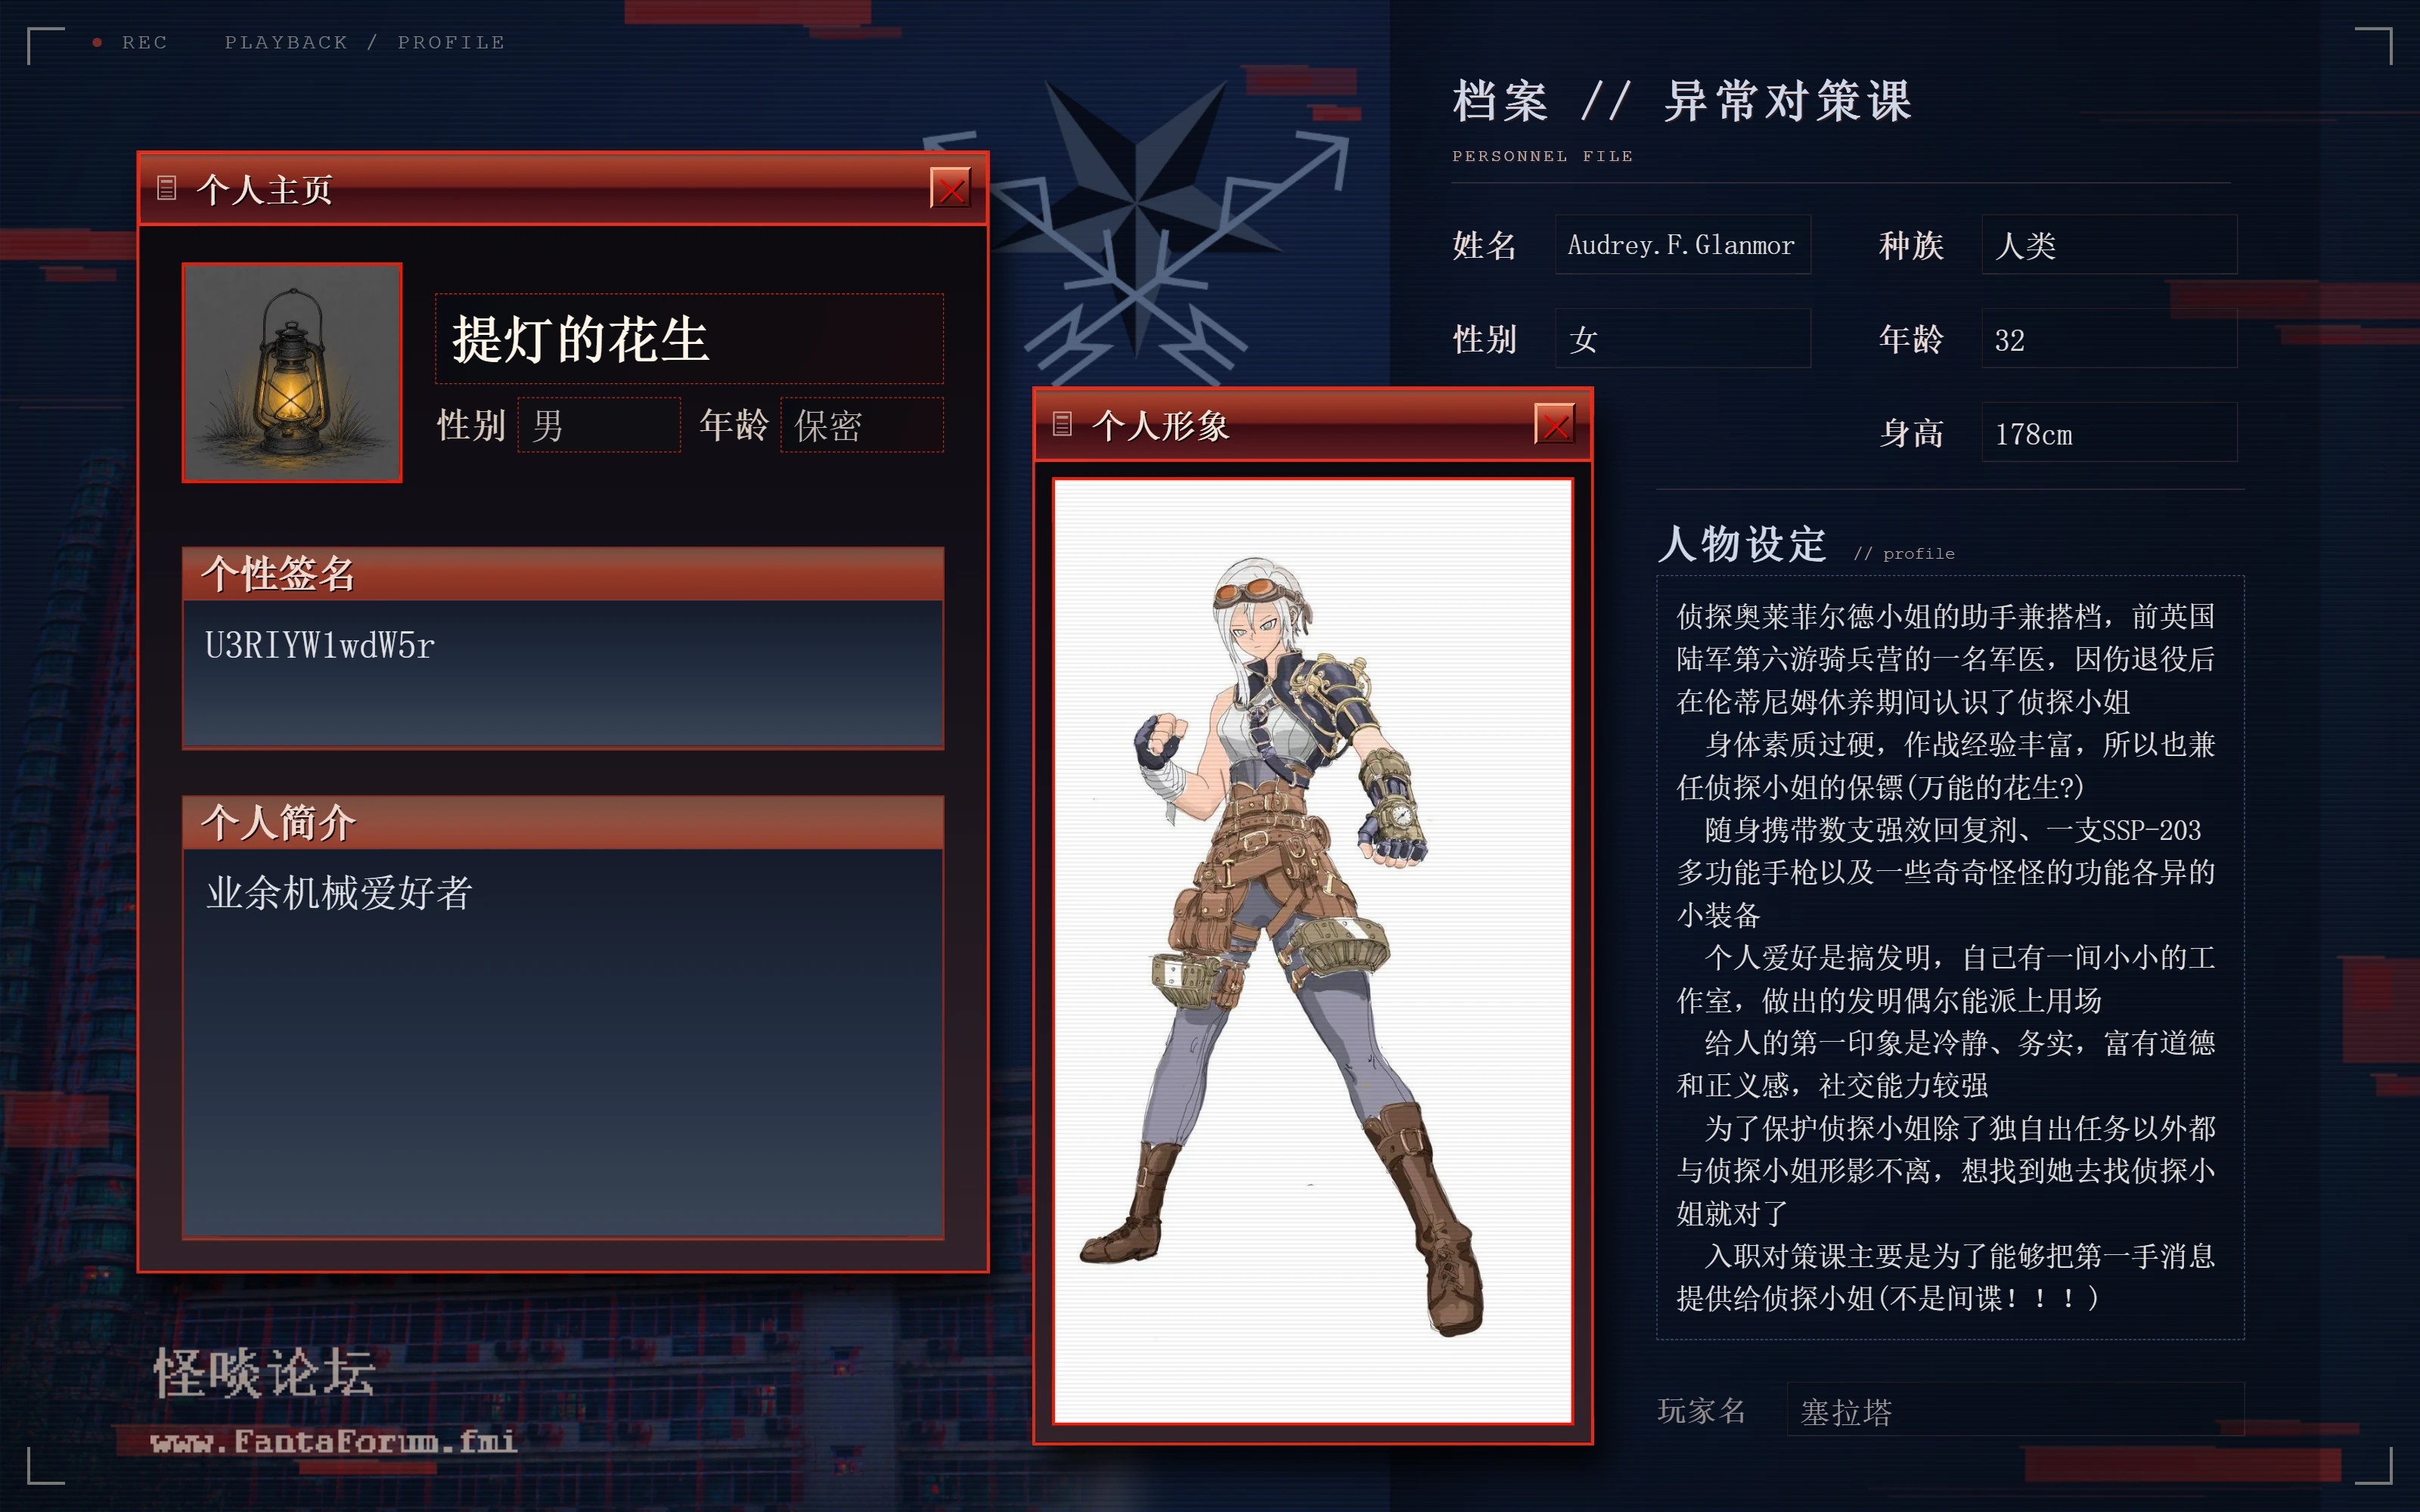 REC PLAYBACK / PROFILE
个人主页
提灯的花生
性别 男 年龄 保密
个性签名
U3RIYW1wdW5r
个人简介
业余机械爱好者
怪啖论坛
www.FantaForum.fmi
个人形象
档案 // 异常对策课
PERSONNEL FILE
姓名 Audrey.F.Glanmor 种族 人类
性别 女 年龄 32
身高 178cm
人物设定 // profile
侦探奥莱菲尔德小姐的助手兼搭档，前英国
陆军第六游骑兵营的一名军医，因伤退役后
在伦蒂尼姆休养期间认识了侦探小姐
身体素质过硬，作战经验丰富，所以也兼
任侦探小姐的保镖(万能的花生?)
随身携带数支强效回复剂、一支SSP-203
多功能手枪以及一些奇奇怪怪的功能各异的
小装备
个人爱好是搞发明，自己有一间小小的工
作室，做出的发明偶尔能派上用场
给人的第一印象是冷静、务实，富有道德
和正义感，社交能力较强
为了保护侦探小姐除了独自出任务以外都
与侦探小姐形影不离，想找到她去找侦探小
姐就对了
入职对策课主要是为了能够把第一手消息
提供给侦探小姐(不是间谍！！！)
玩家名 塞拉塔